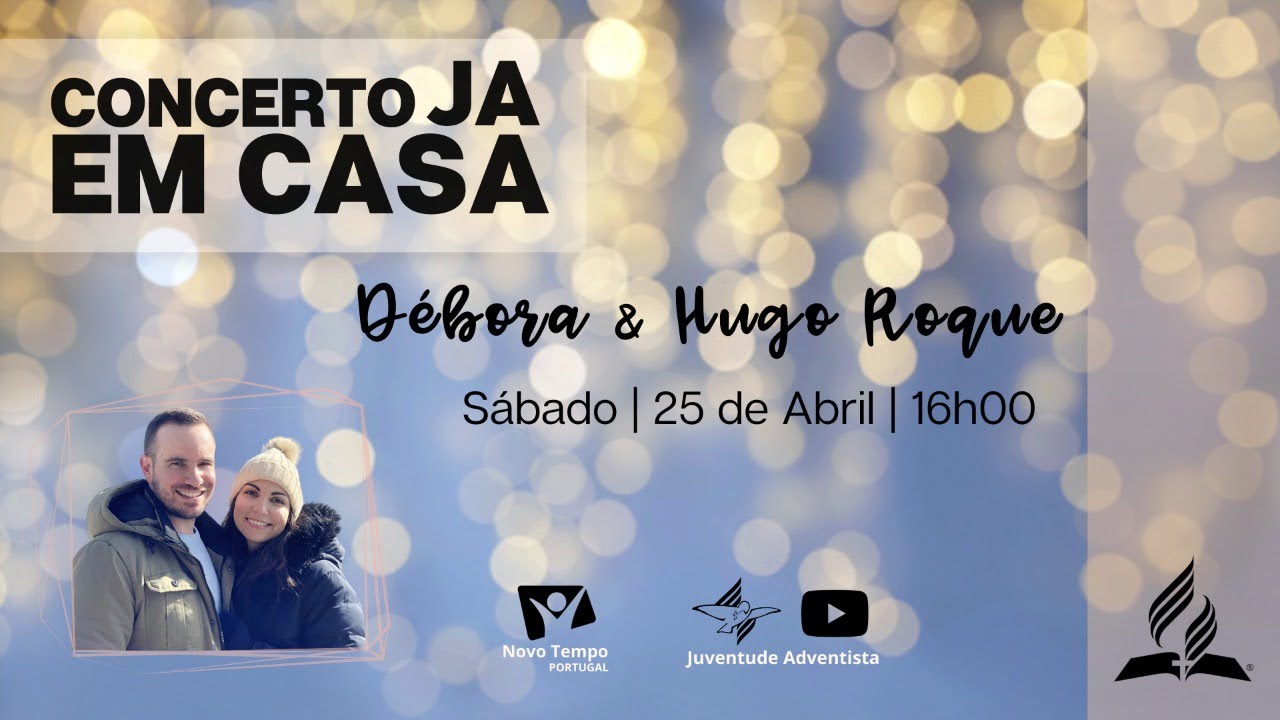 CONCERTO JA
EM CASA
Débora & Hugo Roque
Sábado | 25 de Abril | 16h00
Novo Tempo
PORTUGAL
Juventude Adventista
®